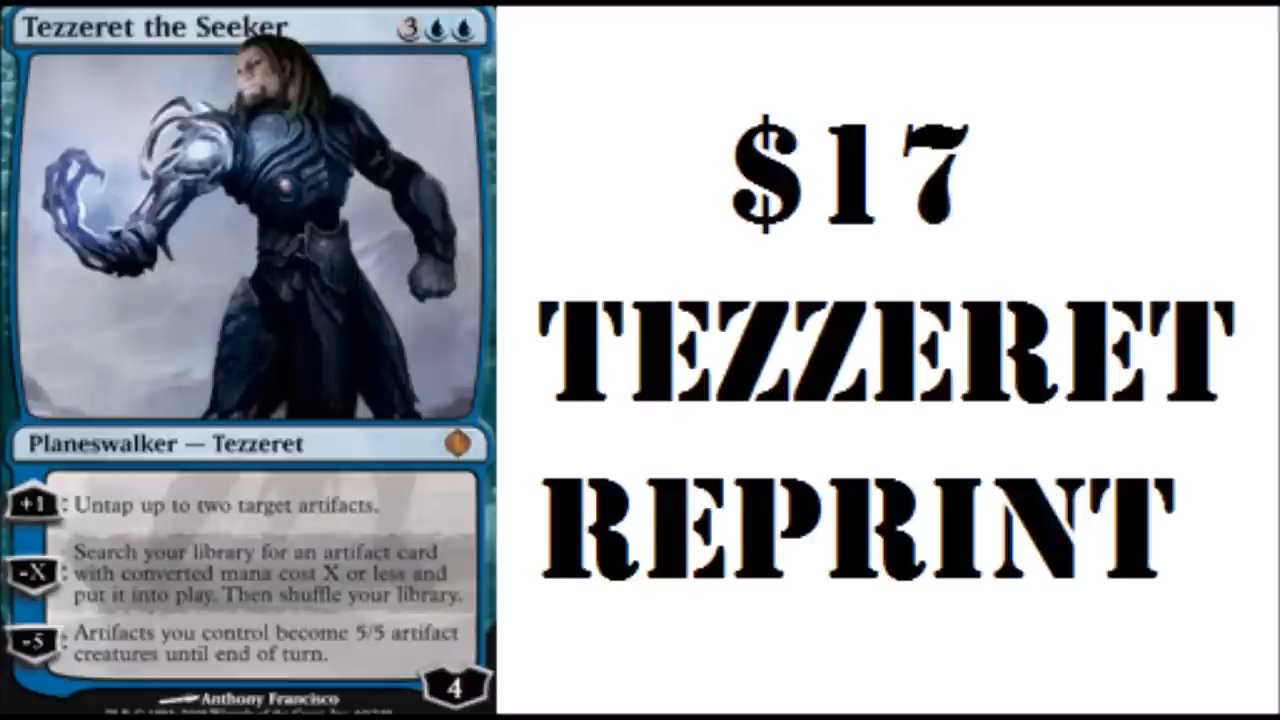 Tezzeret the Seeker 3
Planeswalker — Tezzeret
+1 : Untap up to two target artifacts.
-X : Search your library for an artifact card
with converted mana cost X or less and
put it into play. Then shuffle your library.
-5 : Artifacts you control become 5/5 artifact
creatures until end of turn.
4
Anthony Francisco
$17
TEZZERET
REPRINT